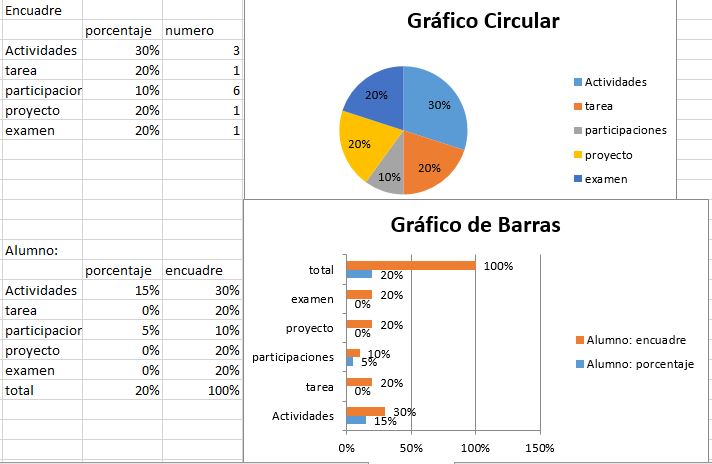 Encuadre
porcentaje numero
Actividades 30% 3
tarea 20% 1
participacior 10% 6
proyecto 20% 1
examen 20% 1
Gráfico Circular
20% 30%
20%
10% 20%
Actividades
tarea
participaciones
proyecto
examen
Alumno:
porcentaje encuadre
Actividades 15% 30%
tarea 0% 20%
participacior 5% 10%
proyecto 0% 20%
examen 0% 20%
total 20% 100%
Gráfico de Barras
total 100%
20%
examen 20%
0%
proyecto 20%
0%
participaciones 10%
5%
tarea 20%
0%
Actividades 30%
15%
0% 50% 100% 150%
Alumno: encuadre
Alumno: porcentaje